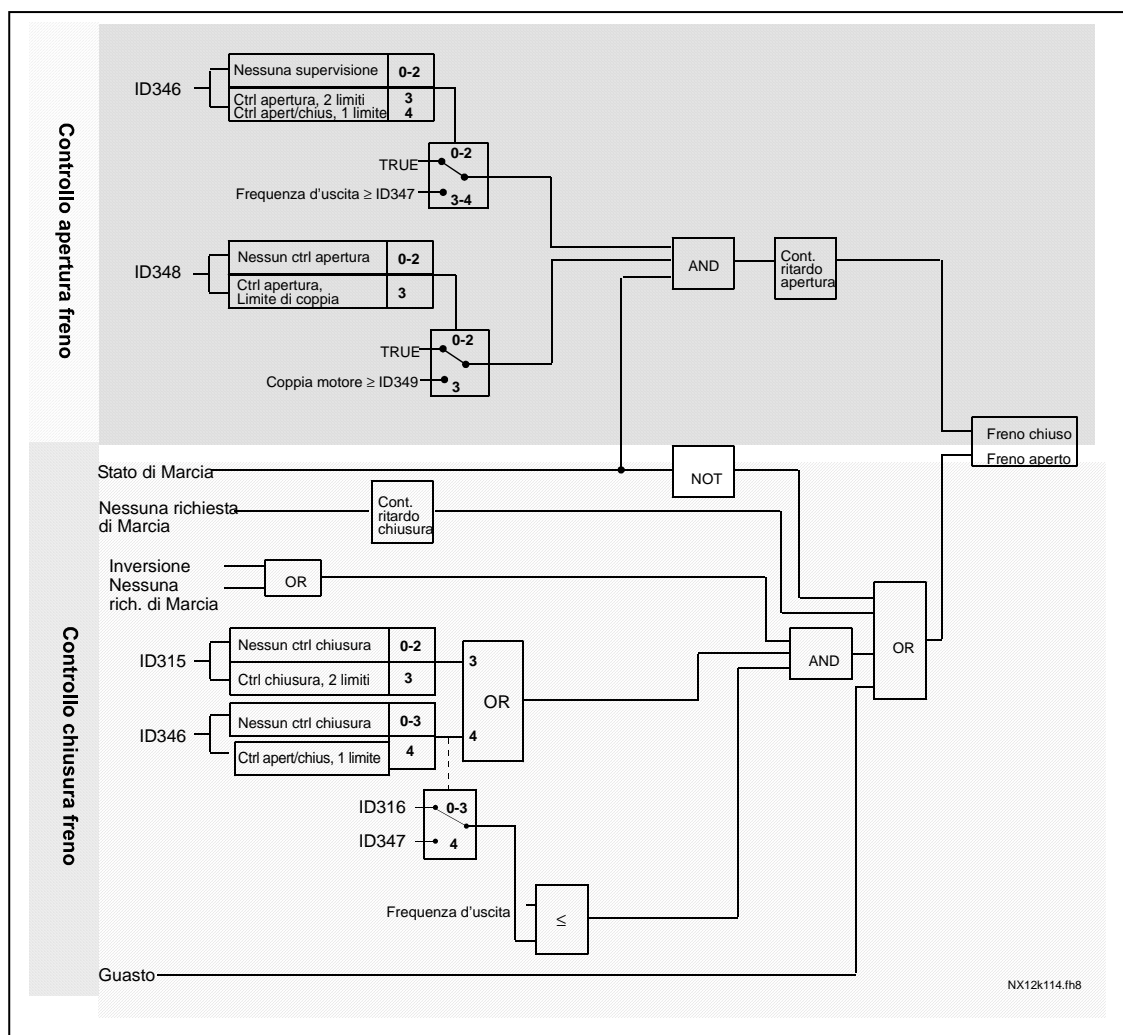 Controllo apertura freno
ID346
Nessuna supervisione
0-2
Ctrl apertura, 2 limiti
3
Ctrl apert/chius, 1 limite
4
0-2
TRUE
Frequenza d'uscita ≥ ID347
3-4
ID348
Nessun ctrl apertura
0-2
Ctrl apertura,
Limite di coppia
3
0-2
TRUE
Coppia motore ≥ ID349
3
AND
Cont.
ritardo
apertura
Freno chiuso
Freno aperto
Controllo chiusura freno
Stato di Marcia
NOT
Nessuna richiesta
di Marcia
Cont.
ritardo
chiusura
Inversione
Nessuna
rich. di Marcia
OR
ID315
Nessun ctrl chiusura
0-2
Ctrl chiusura, 2 limiti
3
ID346
Nessun ctrl chiusura
0-3
Ctrl apert/chius, 1 limite
4
3
OR
4
AND
OR
ID316
0-3
ID347
4
Frequenza d'uscita
≤
Guasto
NX12k114.fh8